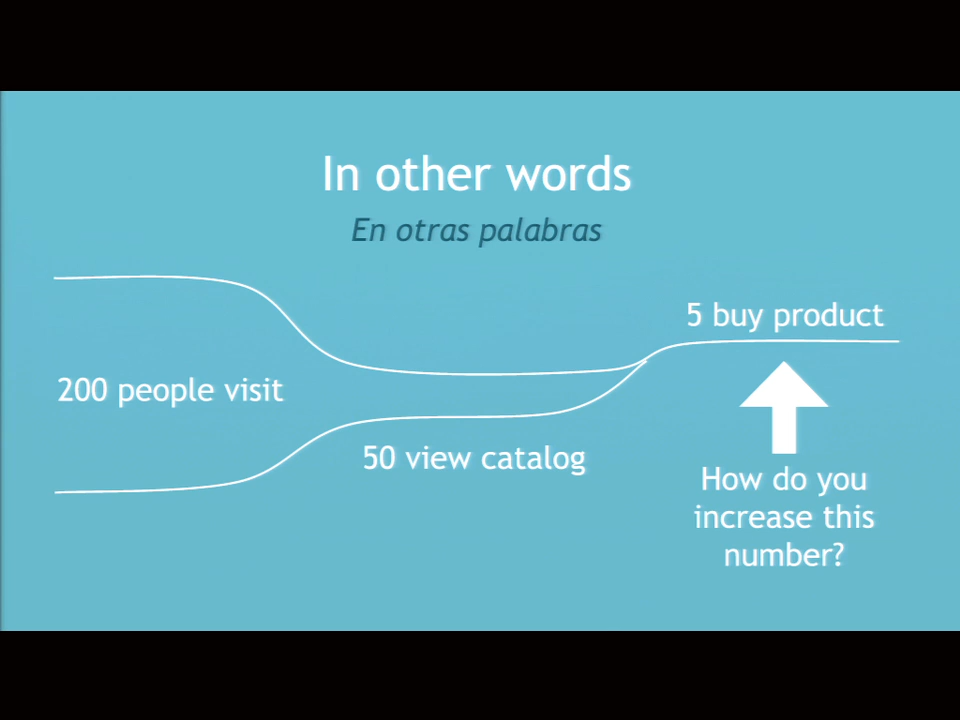 In other words
En otras palabras
200 people visit
50 view catalog
5 buy product
How do you
increase this
number?